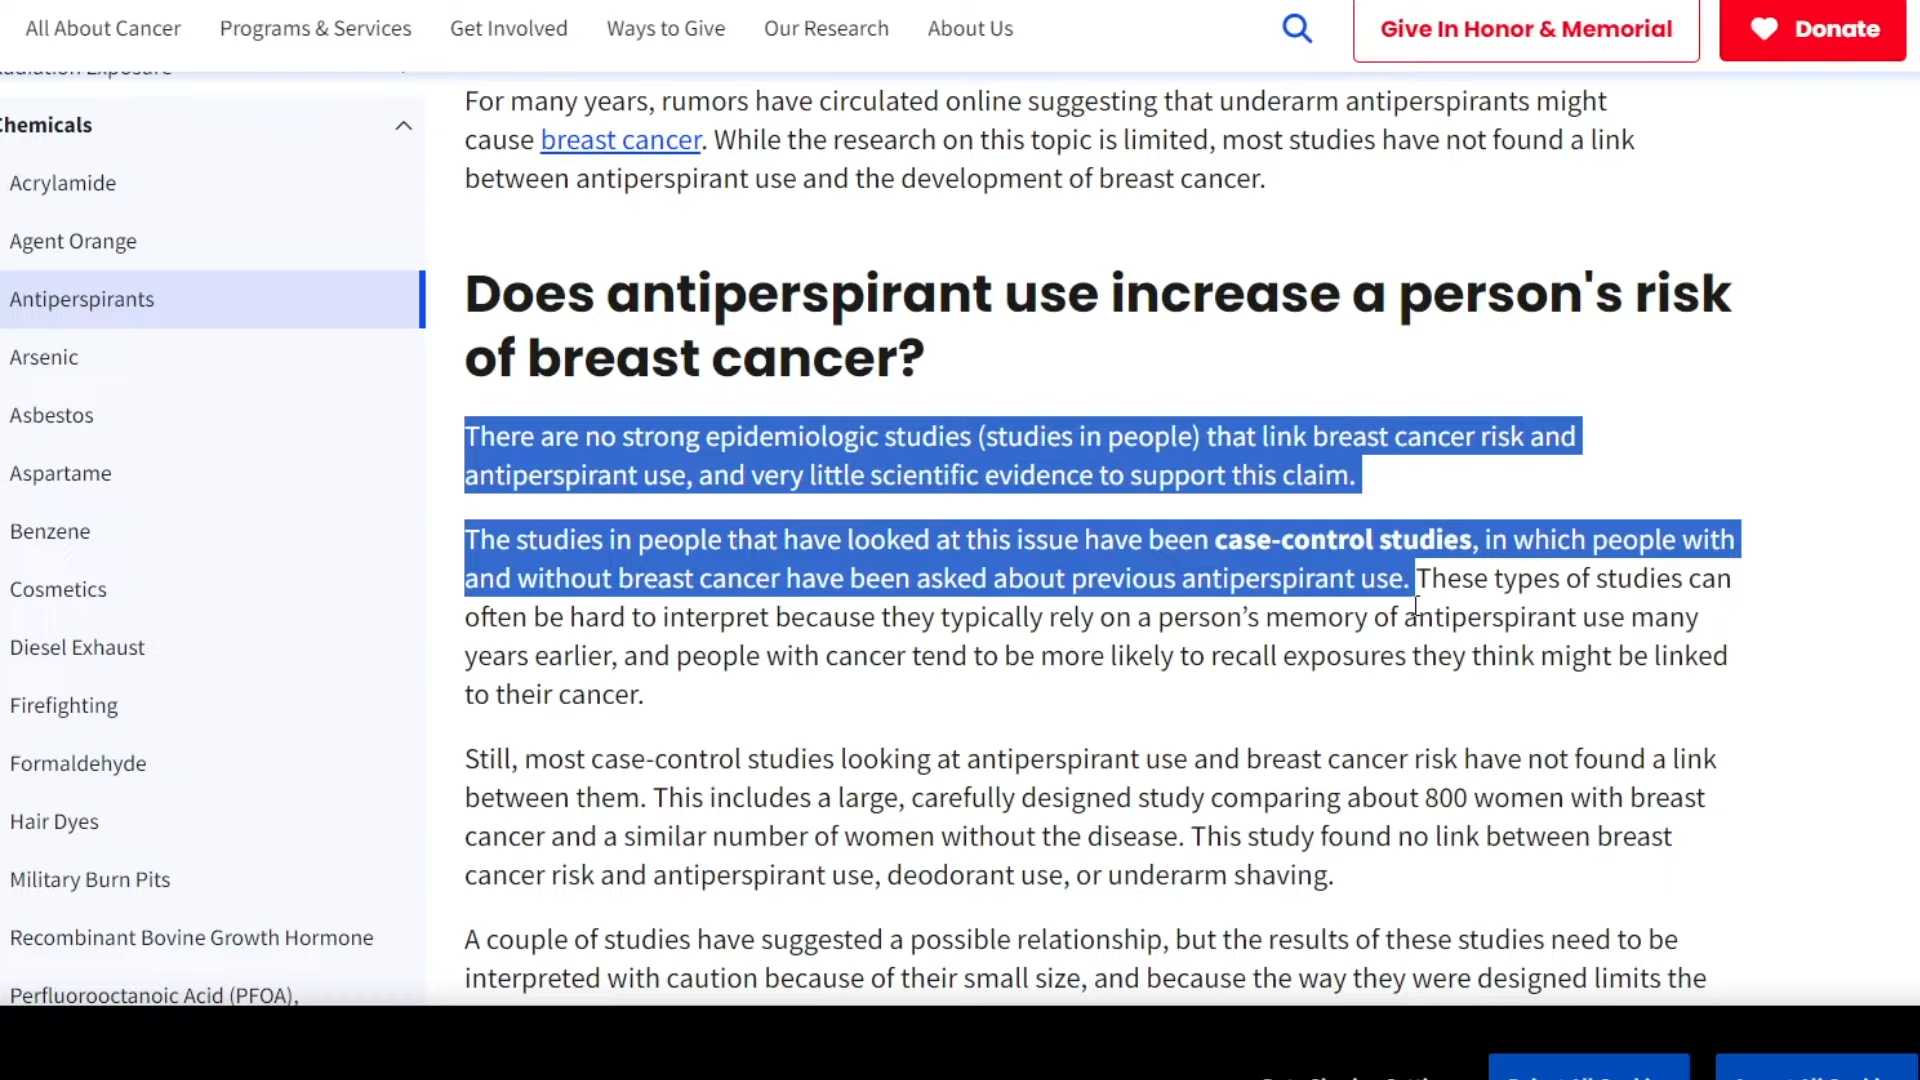 All About Cancer
Programs & Services
Get Involved
Ways to Give
Our Research
About Us
Give In Honor & Memorial
Donate
Chemicals
Acrylamide
Agent Orange
Antiperspirants
Arsenic
Asbestos
Aspartame
Benzene
Cosmetics
Diesel Exhaust
Firefighting
Formaldehyde
Hair Dyes
Military Burn Pits
Recombinant Bovine Growth Hormone
Perfluorooctanoic Acid (PFOA),
For many years, rumors have circulated online suggesting that underarm antiperspirants might
cause breast cancer. While the research on this topic is limited, most studies have not found a link
between antiperspirant use and the development of breast cancer.
Does antiperspirant use increase a person's risk
of breast cancer?
There are no strong epidemiologic studies (studies in people) that link breast cancer risk and
antiperspirant use, and very little scientific evidence to support this claim.
The studies in people that have looked at this issue have been case-control studies, in which people with
and without breast cancer have been asked about previous antiperspirant use. These types of studies can
often be hard to interpret because they typically rely on a person’s memory of antiperspirant use many
years earlier, and people with cancer tend to be more likely to recall exposures they think might be linked
to their cancer.
Still, most case-control studies looking at antiperspirant use and breast cancer risk have not found a link
between them. This includes a large, carefully designed study comparing about 800 women with breast
cancer and a similar number of women without the disease. This study found no link between breast
cancer risk and antiperspirant use, deodorant use, or underarm shaving.
A couple of studies have suggested a possible relationship, but the results of these studies need to be
interpreted with caution because of their small size, and because the way they were designed limits the